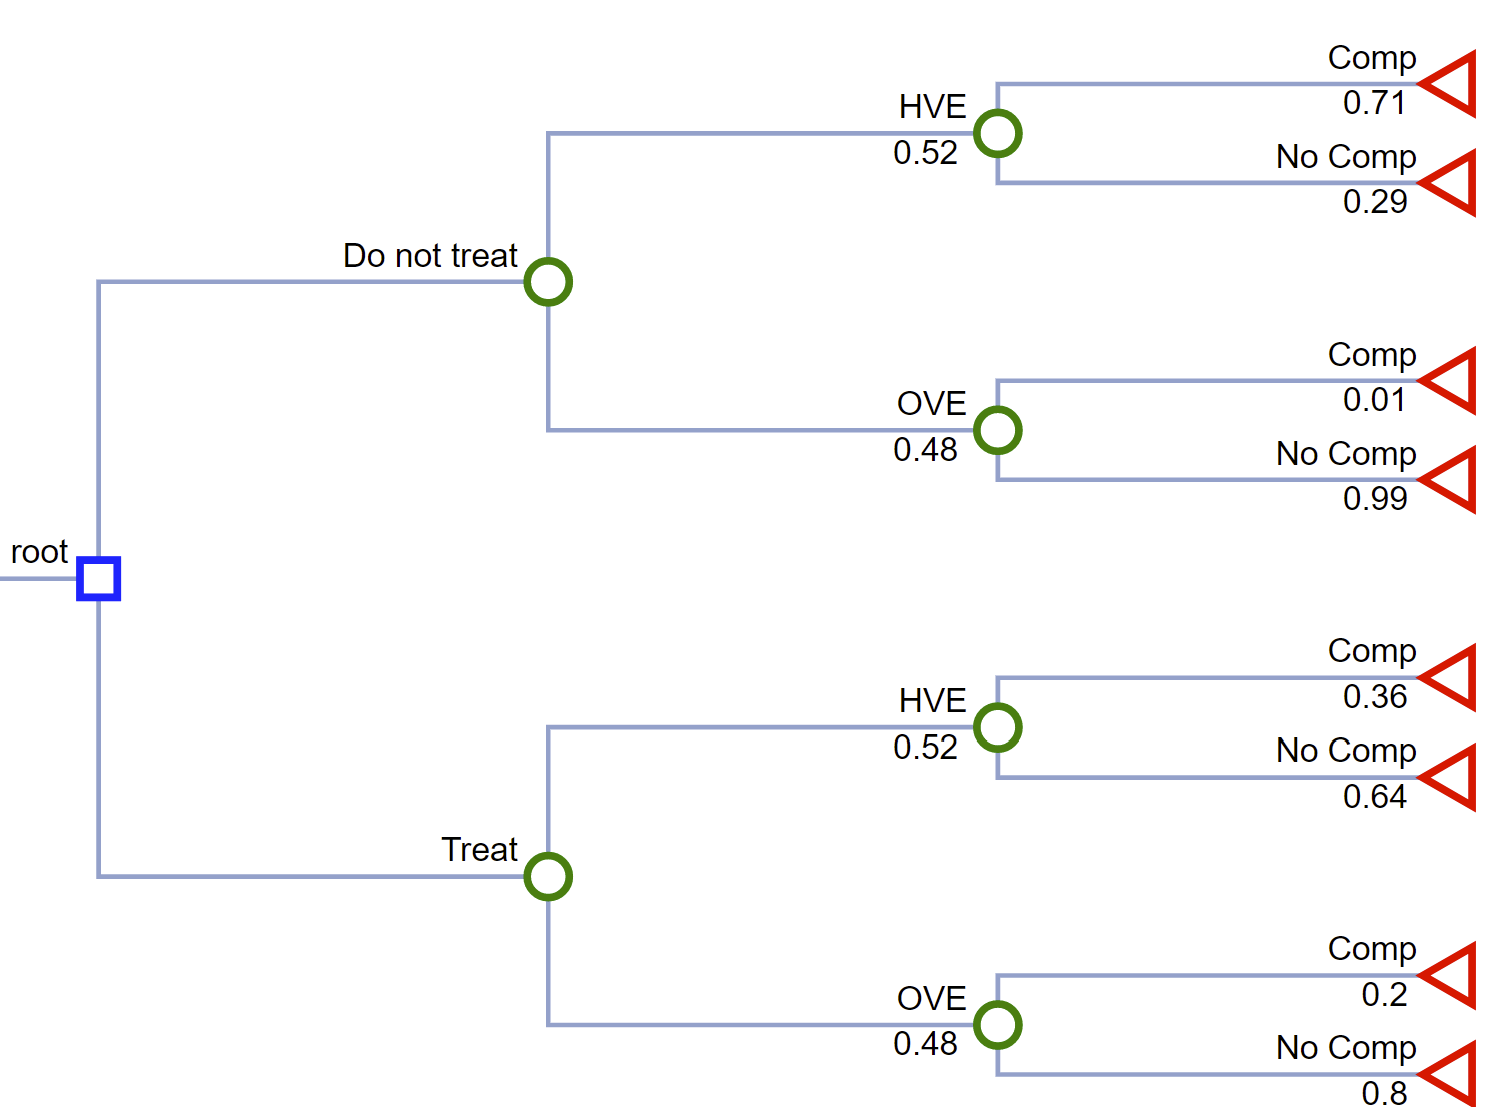 Comp
0.71
HVE
0.52
No Comp
0.29
Do not treat
Comp
0.01
OVE
0.48
No Comp
0.99
root
Comp
0.36
HVE
0.52
No Comp
0.64
Treat
Comp
0.2
OVE
0.48
No Comp
0.8